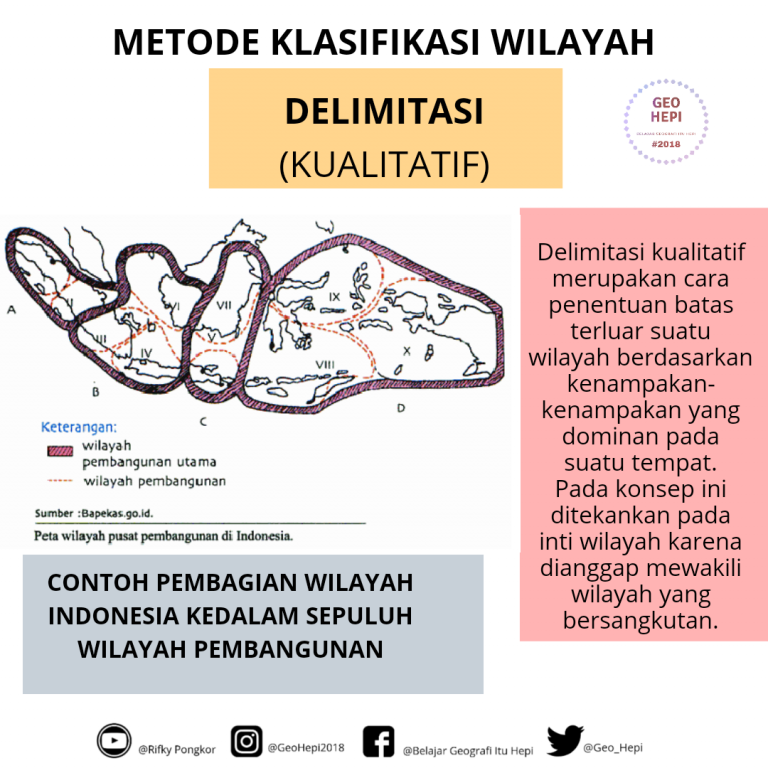 METODE KLASIFIKASI WILAYAH
DELIMITASI
(KUALITATIF)
GEO
HEPI
#2018
A
B
C
D
III
IV
VI
VII
V
VIII
IX
X
Keterangan:
wilayah
pembangunan utama
wilayah pembangunan
Sumber :Bapekas.go.id.
Peta wilayah pusat pembangunan di Indonesia.
Delimitasi kualitatif
merupakan cara
penentuan batas
terluar suatu
wilayah berdasarkan
kenampakan-
kenampakan yang
dominan pada
suatu tempat.
Pada konsep ini
ditekankan pada
inti wilayah karena
dianggap mewakili
wilayah yang
bersangkutan.
CONTOH PEMBAGIAN WILAYAH
INDONESIA KEDALAM SEPULUH
WILAYAH PEMBANGUNAN
@Rifky Pongkor
@GeoHepi2018
@Belajar Geografi Itu Hepi
@Geo_Hepi